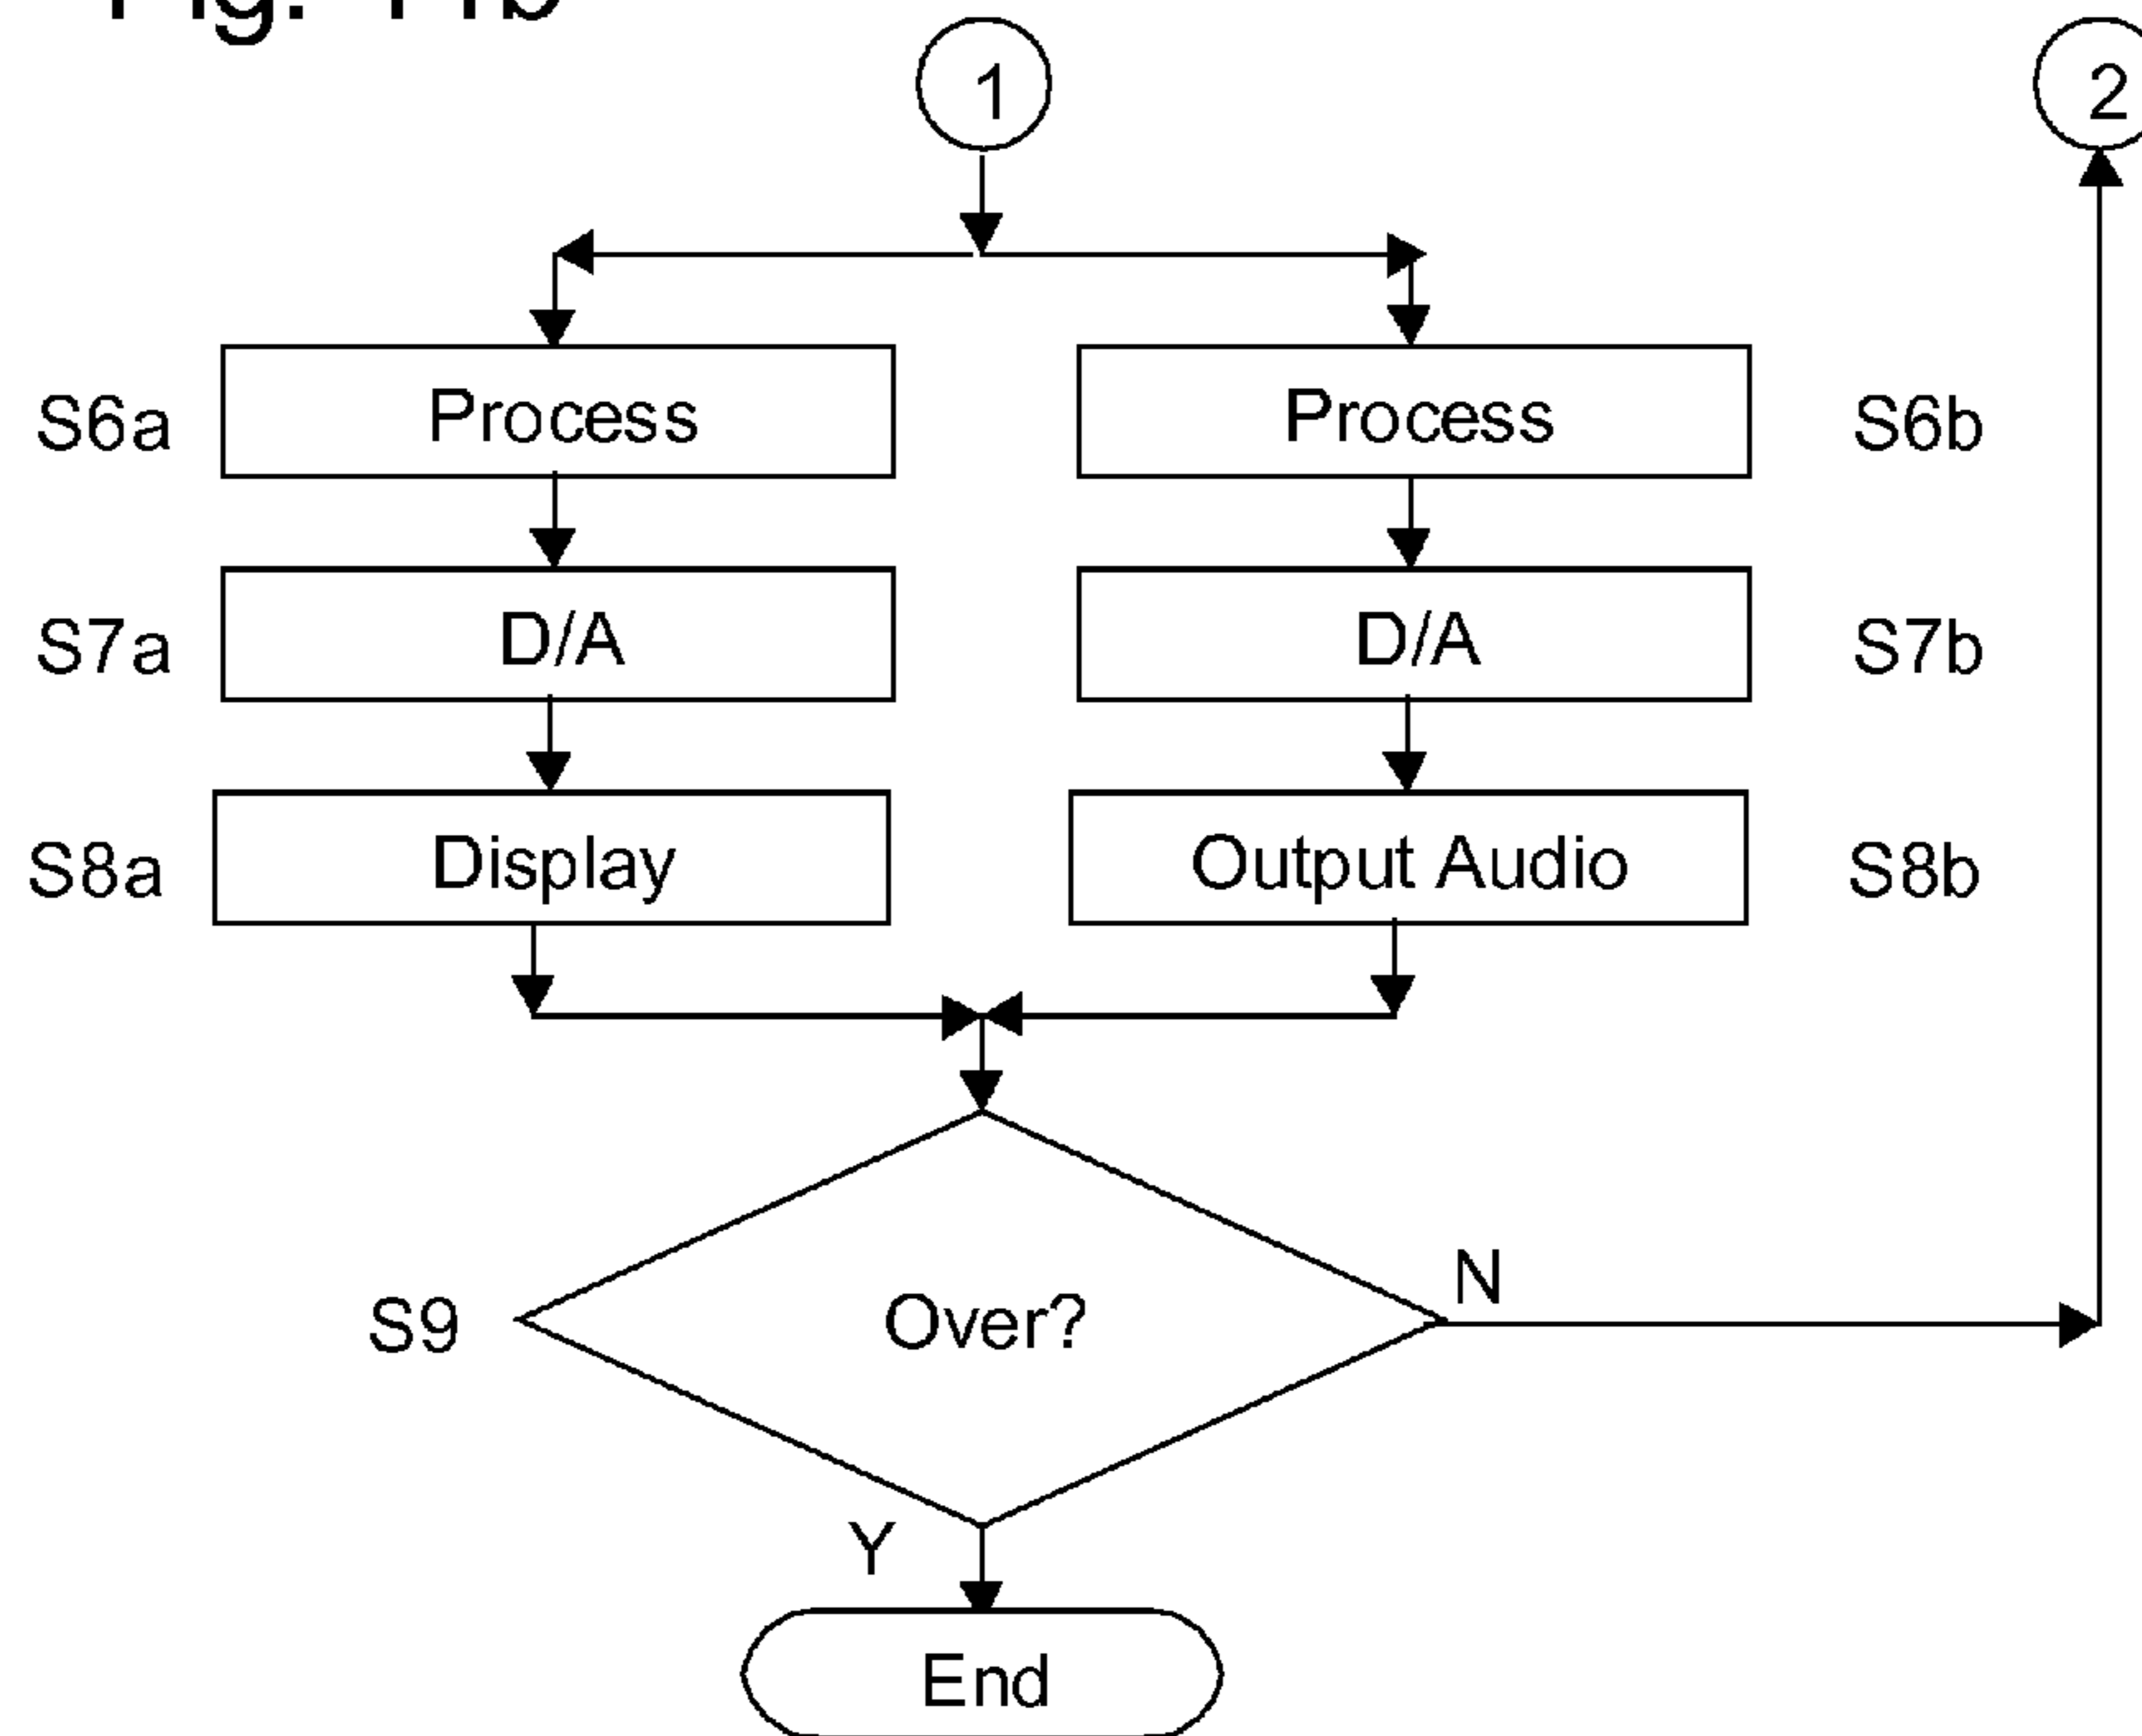 1
2
S6a
Process
Process
S6b
S7a
D/A
D/A
S7b
S8a
Display
Output Audio
S8b
S9
Over?
N
Y
End